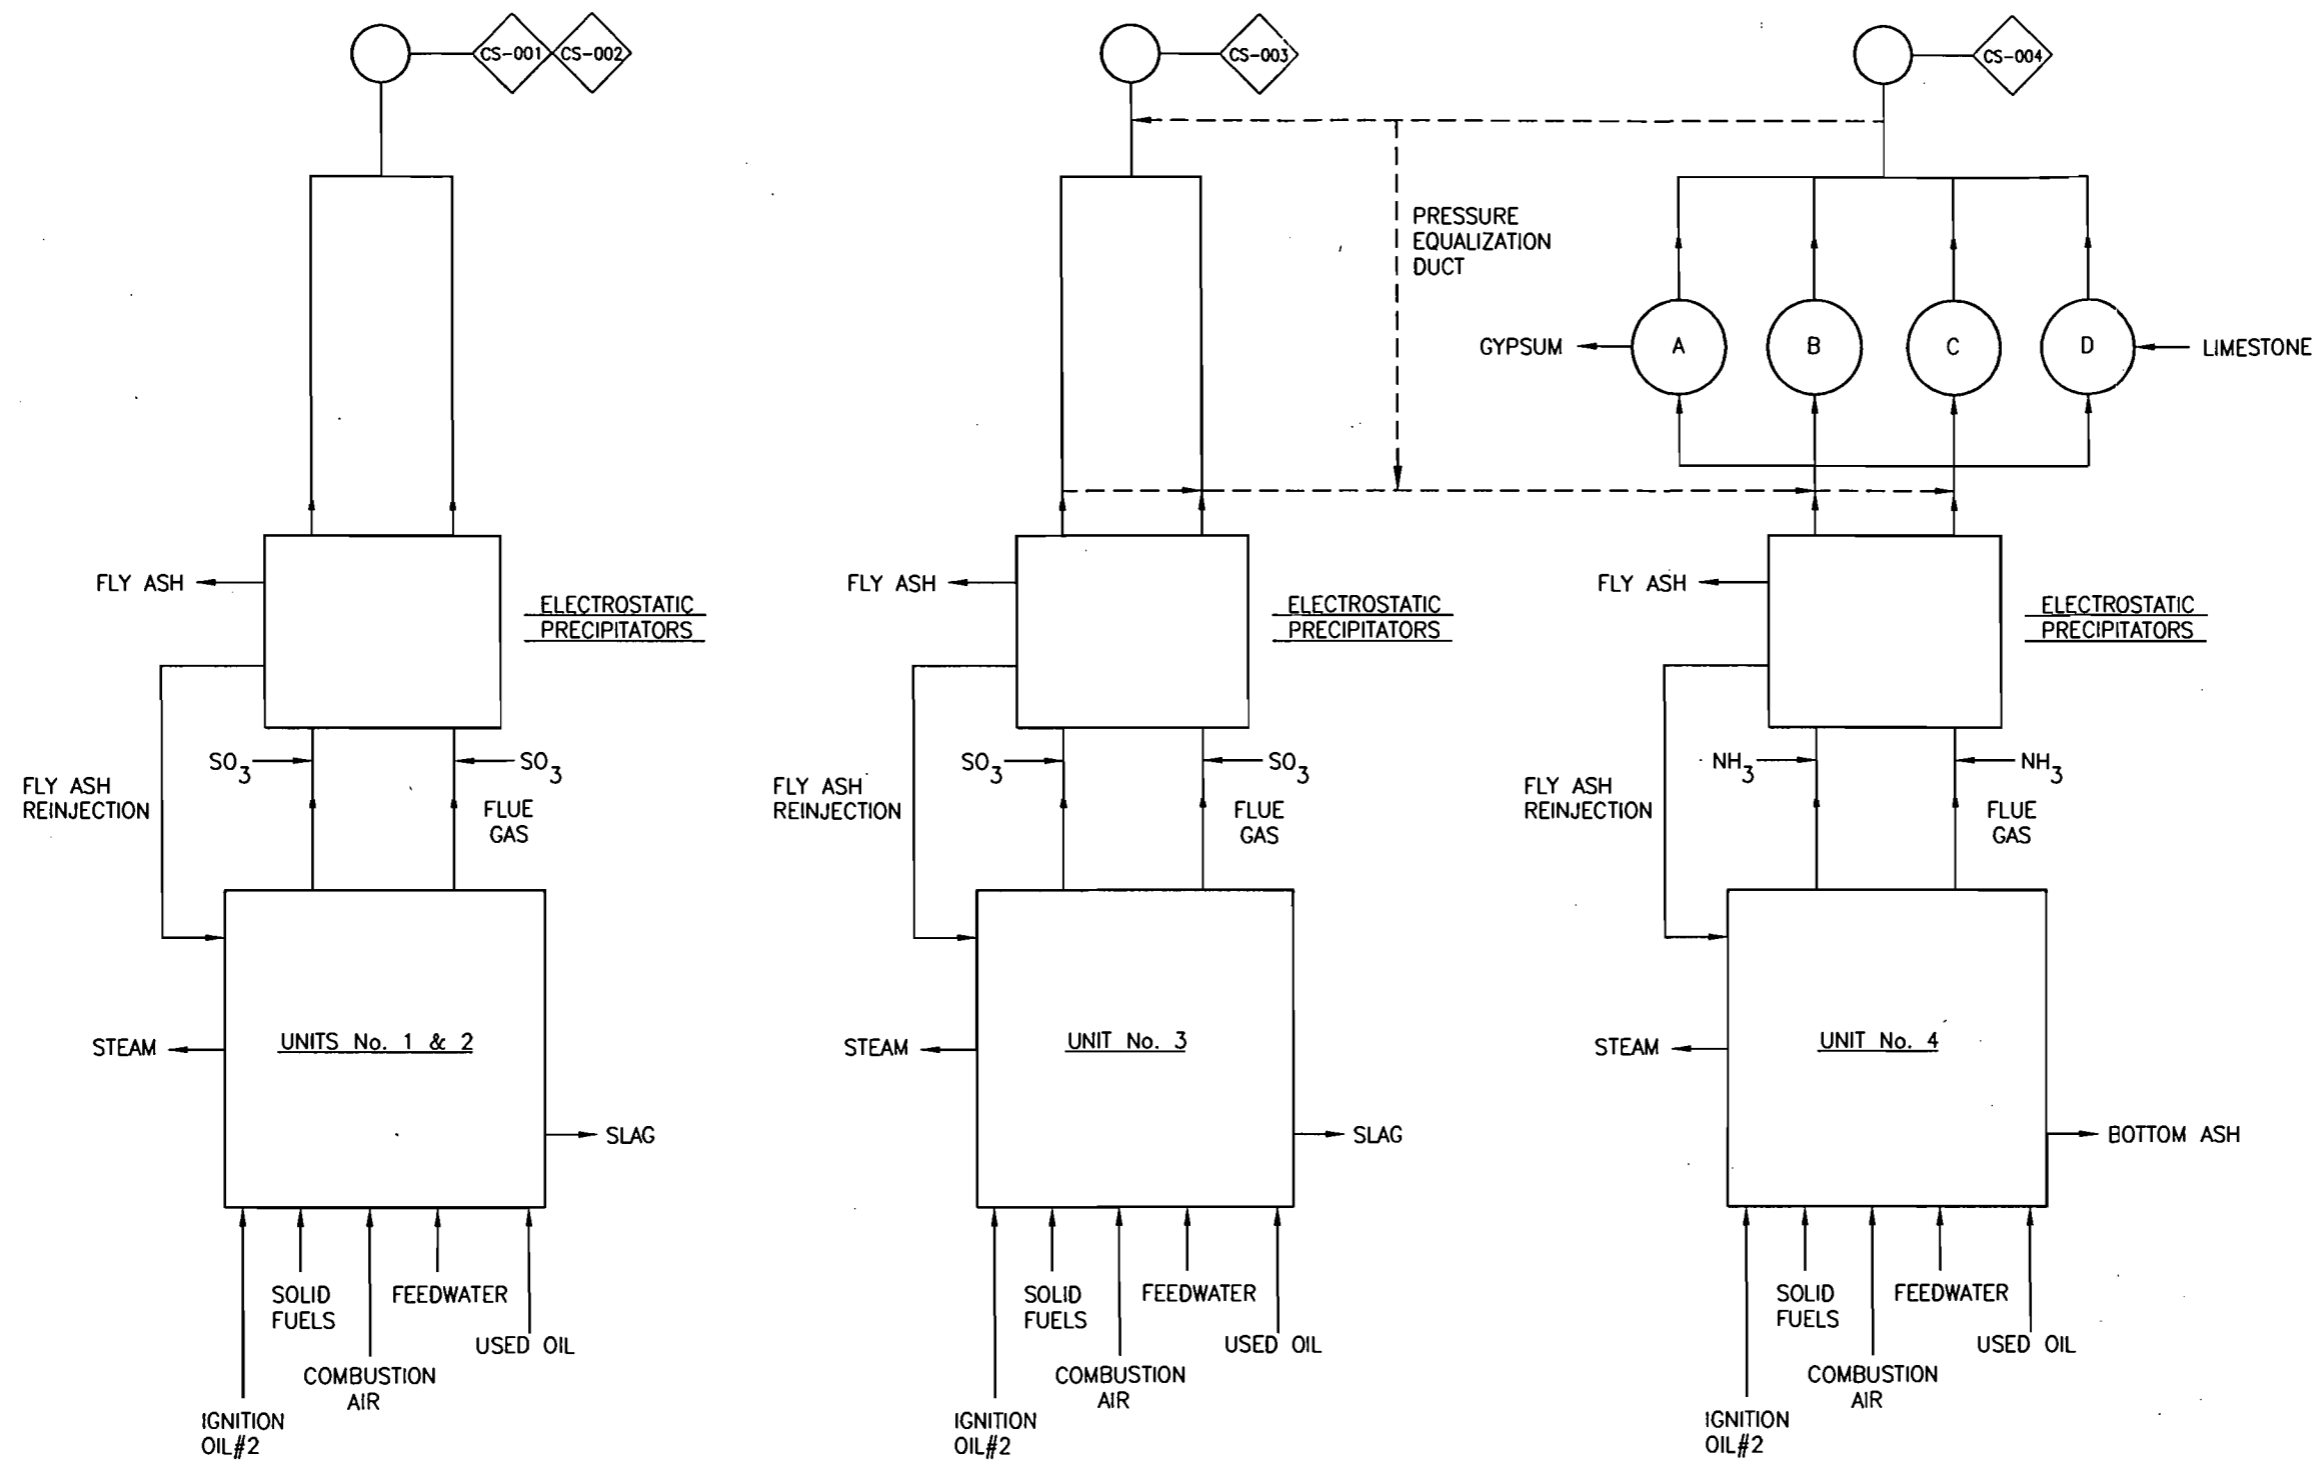 CS-001
CS-002
CS-003
CS-004
PRESSURE
EQUALIZATION
DUCT
GYPSUM
A
B
C
D
LIMESTONE
FLY ASH
ELECTROSTATIC
PRECIPITATORS
FLY ASH
ELECTROSTATIC
PRECIPITATORS
FLY ASH
ELECTROSTATIC
PRECIPITATORS
SO3
SO3
FLY ASH
REINJECTION
FLUE
GAS
SO3
SO3
FLY ASH
REINJECTION
FLUE
GAS
NH3
NH3
FLY ASH
REINJECTION
FLUE
GAS
STEAM
UNITS No. 1 & 2
SLAG
STEAM
UNIT No. 3
SLAG
STEAM
UNIT No. 4
BOTTOM ASH
SOLID
FUELS
FEEDWATER
USED OIL
COMBUSTION
AIR
IGNITION
OIL#2
SOLID
FUELS
FEEDWATER
USED OIL
COMBUSTION
AIR
IGNITION
OIL#2
SOLID
FUELS
FEEDWATER
USED OIL
COMBUSTION
AIR
IGNITION
OIL#2